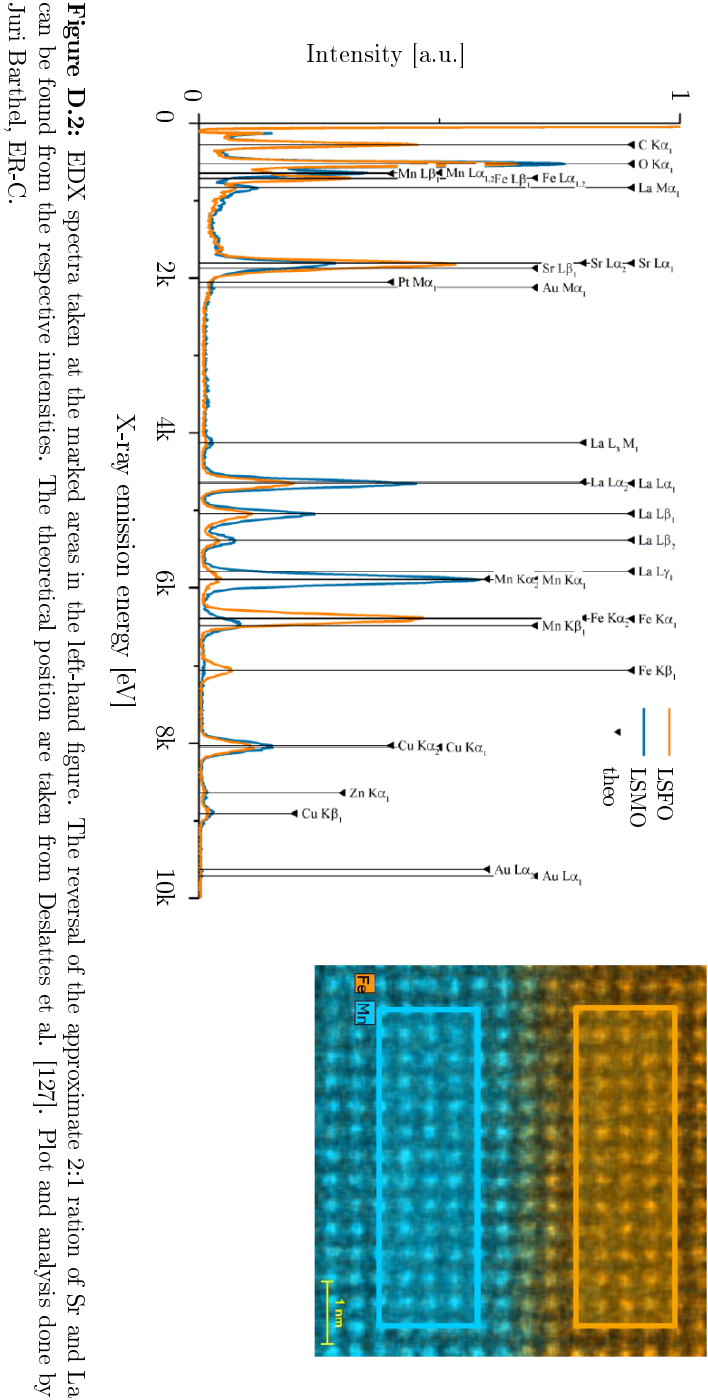 Intensity [a.u.]
1
0
0
2k
4k
6k
8k
10k
X-ray emission energy [eV]
C Kα1
O Kα1
Mn Lβ1
Mn Lα1,2
Fe Lβ1
Fe Lα1,2
La Mα1
Sr Lα2
Sr Lα1
Sr Lβ1
Pt Mα1
Au Mα1
La L3 M1
La Lα2
La Lα1
La Lβ1
La Lβ2
La Lγ1
Mn Kα2
Mn Kα1
Fe Kα2
Fe Kα1
Mn Kβ1
Fe Kβ1
Cu Kα2
Cu Kα1
Zn Kα1
Cu Kβ1
Au Lα2
Au Lα1
LSFO
LSMO
theo
Fe Mn
1 nm
Figure D.2: EDX spectra taken at the marked areas in the left-hand figure. The reversal of the approximate 2:1 ration of Sr and La
can be found from the respective intensities. The theoretical position are taken from Deslattes et al. [127]. Plot and analysis done by
Juri Barthel, ER-C.